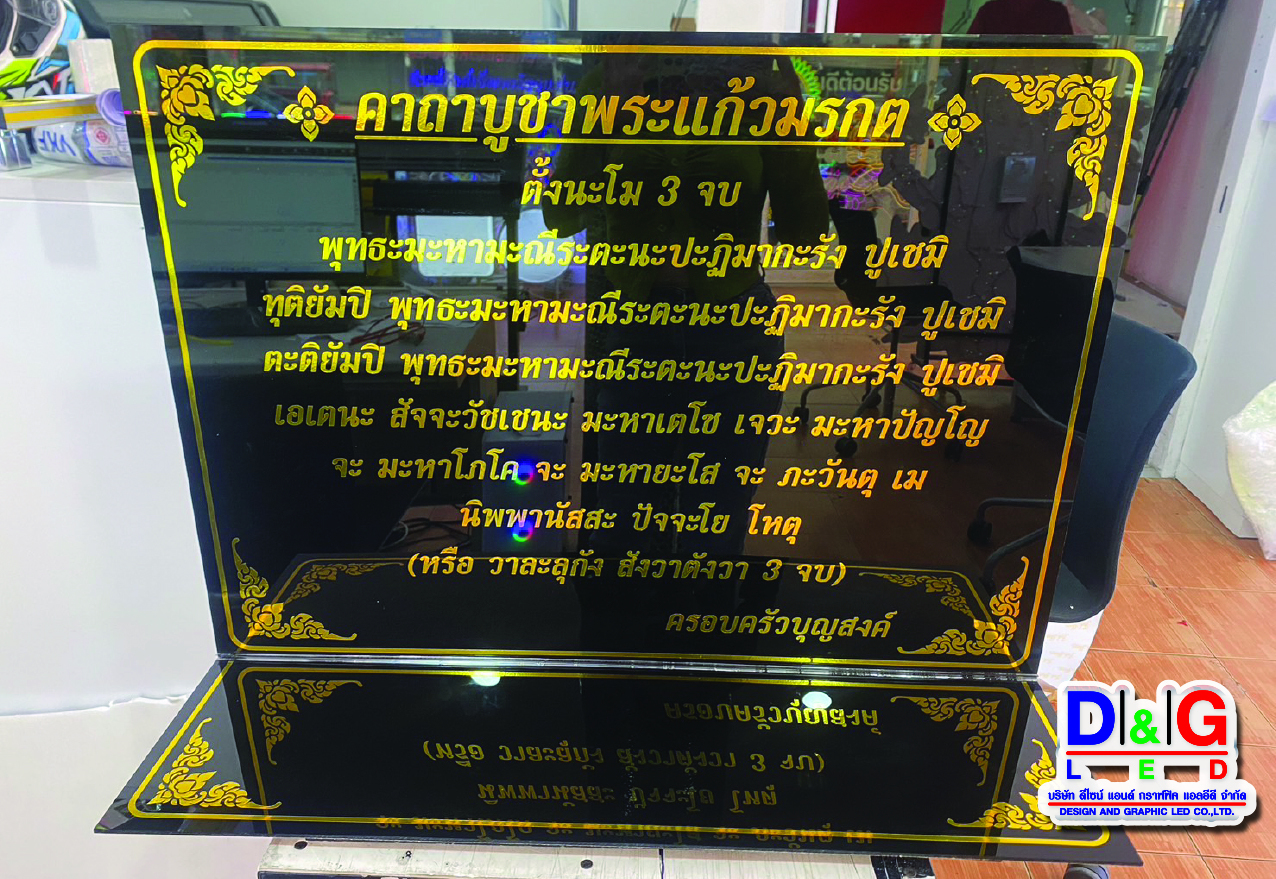 คาถาบูชาพระแก้วมรกต
ตั้งนะโม 3 จบ
พุทธะมะหามะณีระตะนะปะฏิมากะรัง ปูเชมิ
ทุติยัมปิ พุทธะมะหามะณีระตะนะปะฏิมากะรัง ปูเชมิ
ตะติยัมปิ พุทธะมะหามะณีระตะนะปะฏิมากะรัง ปูเชมิ
เอเตนะ สัจจะวัชเชนะ มะหาเตโช เจวะ มะหาปัญโญ
จะ มะหาโภโค จะ มะหายะโส จะ ภะวันตุ เม
นิพพานัสสะ ปัจจะโย โหตุ
(หรือ วาละลุกัง สังวาตังวา 3 จบ)
ครอบครัวบุญสงค์
D&G
LED
บริษัท ดีไซน์ แอนด์ กราฟฟิค แอลอีดี จำกัด
DESIGN AND GRAPHIC LED CO.,LTD.